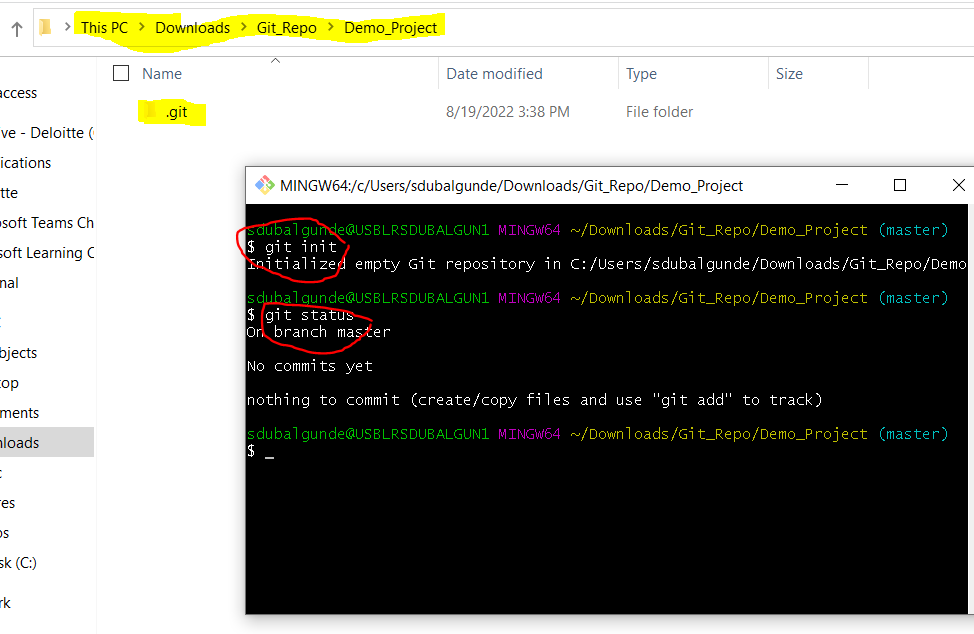 This PC > Downloads > Git_Repo > Demo_Project
Name Date modified Type Size
.git 8/19/2022 3:38 PM File folder
ccess
ve - Deloitte (
ications
tte
osoft Teams Ch
soft Learning C
nal
bjects
top
ments
nloads
c
res
os
sk (C:)
rk
MINGW64:/c/Users/sdubalgunde/Downloads/Git_Repo/Demo_Project
sdubalgunde@USBLRSDUBALGUN1 MINGW64 ~/Downloads/Git_Repo/Demo_Project (master)
$ git init
Initialized empty Git repository in C:/Users/sdubalgunde/Downloads/Git_Repo/Demo
sdubalgunde@USBLRSDUBALGUN1 MINGW64 ~/Downloads/Git_Repo/Demo_Project (master)
$ git status
On branch master
No commits yet
nothing to commit (create/copy files and use "git add" to track)
sdubalgunde@USBLRSDUBALGUN1 MINGW64 ~/Downloads/Git_Repo/Demo_Project (master)
$ _